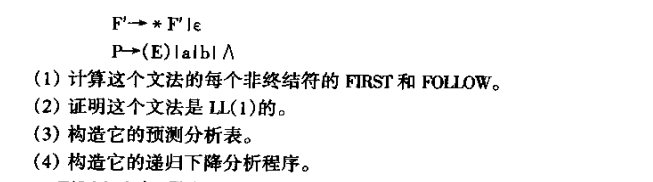 F'→ * F' |ε
P→(E)|a|b|∧
(1) 计算这个文法的每个非终结符的 FIRST 和 FOLLOW。
(2) 证明这个文法是 LL(1)的。
(3) 构造它的预测分析表。
(4) 构造它的递归下降分析程序。